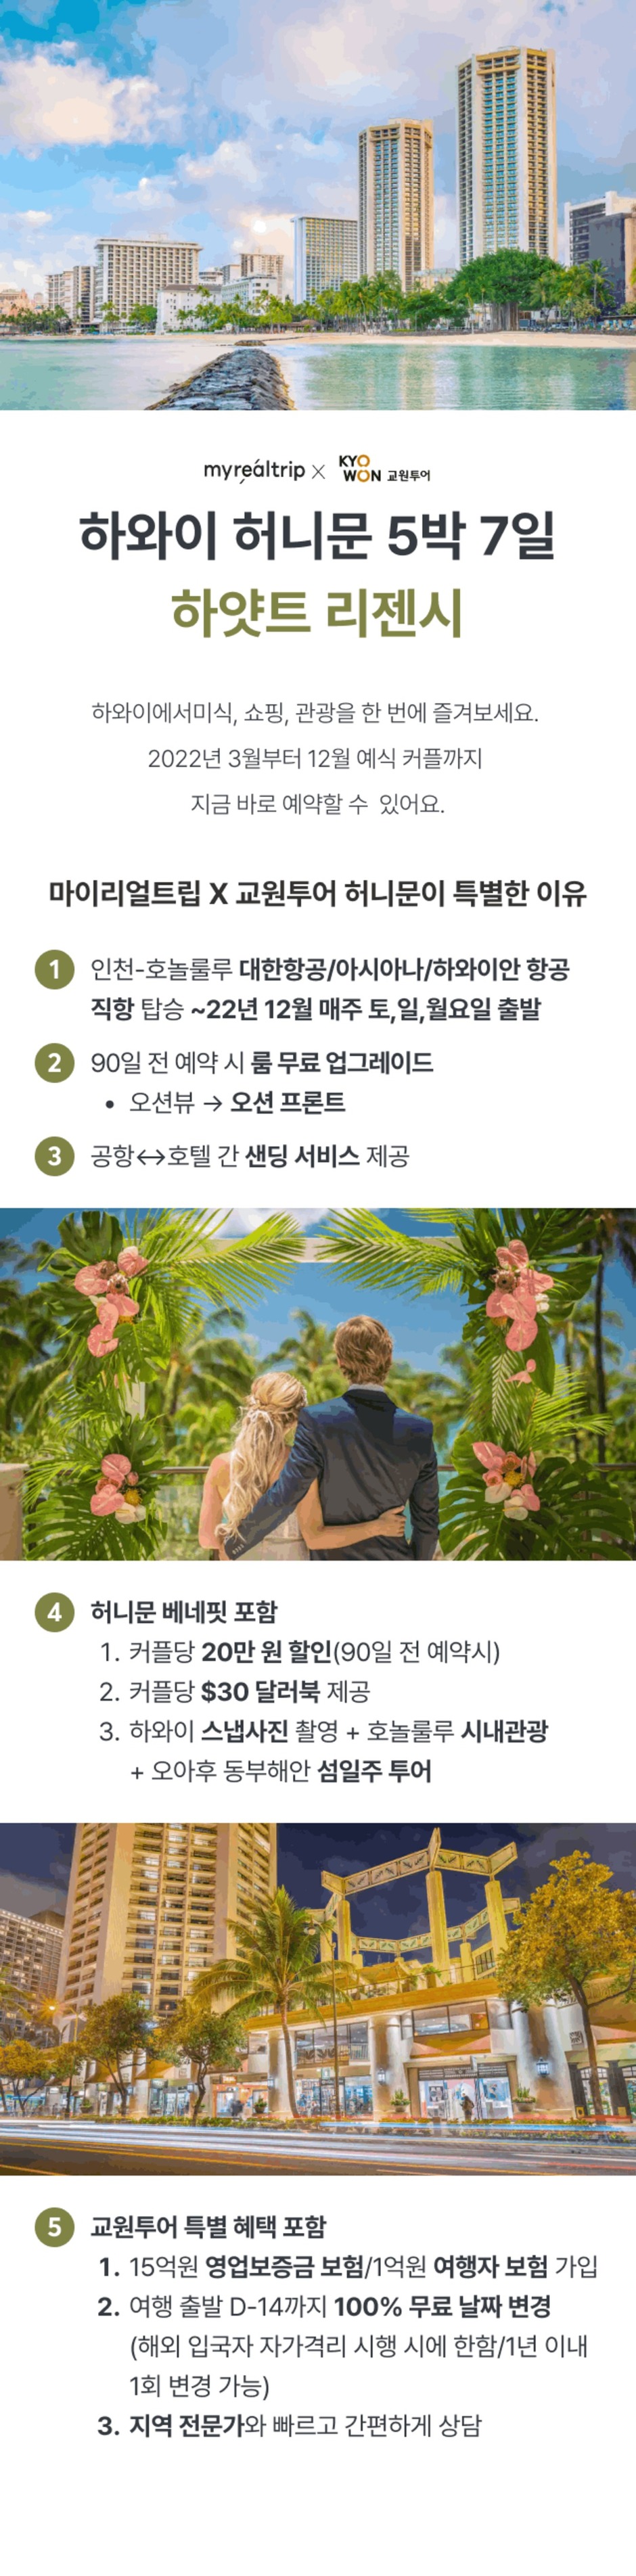 myrealtrip X KYOWON 교원투어
하와이 허니문 5박 7일
하얏트 리젠시
하와이에서미식, 쇼핑, 관광을 한 번에 즐겨보세요.
2022년 3월부터 12월 예식 커플까지
지금 바로 예약할 수 있어요.
마이리얼트립 X 교원투어 허니문이 특별한 이유
1 인천-호놀룰루 대한항공/아시아나/하와이안 항공
직항 탑승 ~22년 12월 매주 토,일,월요일 출발
2 90일 전 예약 시 룸 무료 업그레이드
• 오션뷰 → 오션 프론트
3 공항↔호텔 간 샌딩 서비스 제공
4 허니문 베네핏 포함
1. 커플당 20만 원 할인(90일 전 예약시)
2. 커플당 $30 달러북 제공
3. 하와이 스냅사진 촬영 + 호놀룰루 시내관광
+ 오아후 동부해안 섬일주 투어
5 교원투어 특별 혜택 포함
1. 15억원 영업보증금 보험/1억원 여행자 보험 가입
2. 여행 출발 D-14까지 100% 무료 날짜 변경
(해외 입국자 자가격리 시행 시에 한함/1년 이내
1회 변경 가능)
3. 지역 전문가와 빠르고 간편하게 상담